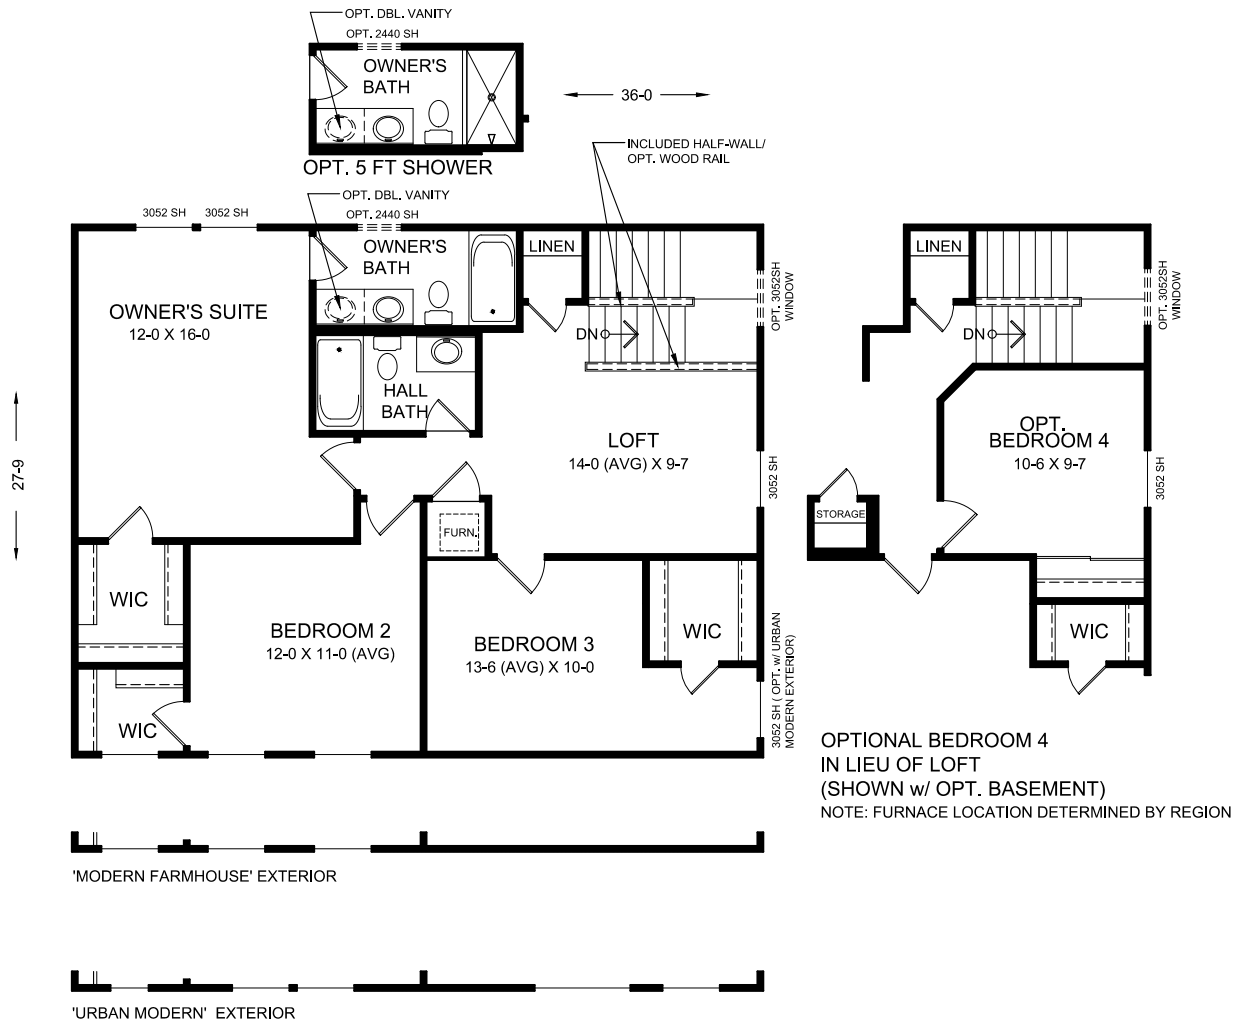 OPT. DBL. VANITY
OPT. 2440 SH
OWNER'S
BATH
36-0
INCLUDED HALF-WALL/
OPT. WOOD RAIL
OPT. 5 FT SHOWER
OPT. DBL. VANITY
3052 SH
3052 SH
OPT. 2440 SH
OWNER'S
BATH
LINEN
LINEN
OWNER'S SUITE
12-0 X 16-0
OPT. 3052SH
WINDOW
OPT. 3052SH
WINDOW
DN
DN
HALL
BATH
LOFT
14-0 (AVG) X 9-7
3052 SH
OPT.
BEDROOM 4
10-6 X 9-7
3052 SH
27-9
FURN.
STORAGE
WIC
BEDROOM 2
12-0 X 11-0 (AVG)
BEDROOM 3
13-6 (AVG) X 10-0
WIC
WIC
WIC
3052 SH ( OPT. w/ URBAN
MODERN EXTERIOR)
OPTIONAL BEDROOM 4
IN LIEU OF LOFT
(SHOWN w/ OPT. BASEMENT)
NOTE: FURNACE LOCATION DETERMINED BY REGION
'MODERN FARMHOUSE' EXTERIOR
'URBAN MODERN' EXTERIOR